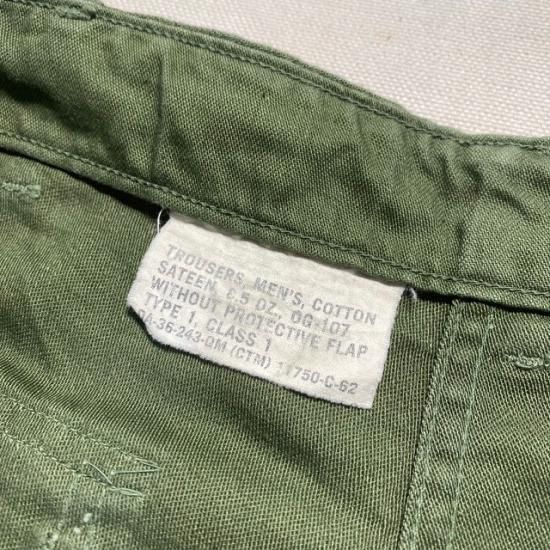 TROUSERS, MEN'S, COTTON
SATEEN, 8.5 OZ., OG-107
WITHOUT PROTECTIVE FLAP
TYPE 1, CLASS 1
DA-36-243-QM (CTM) 11750-C-62